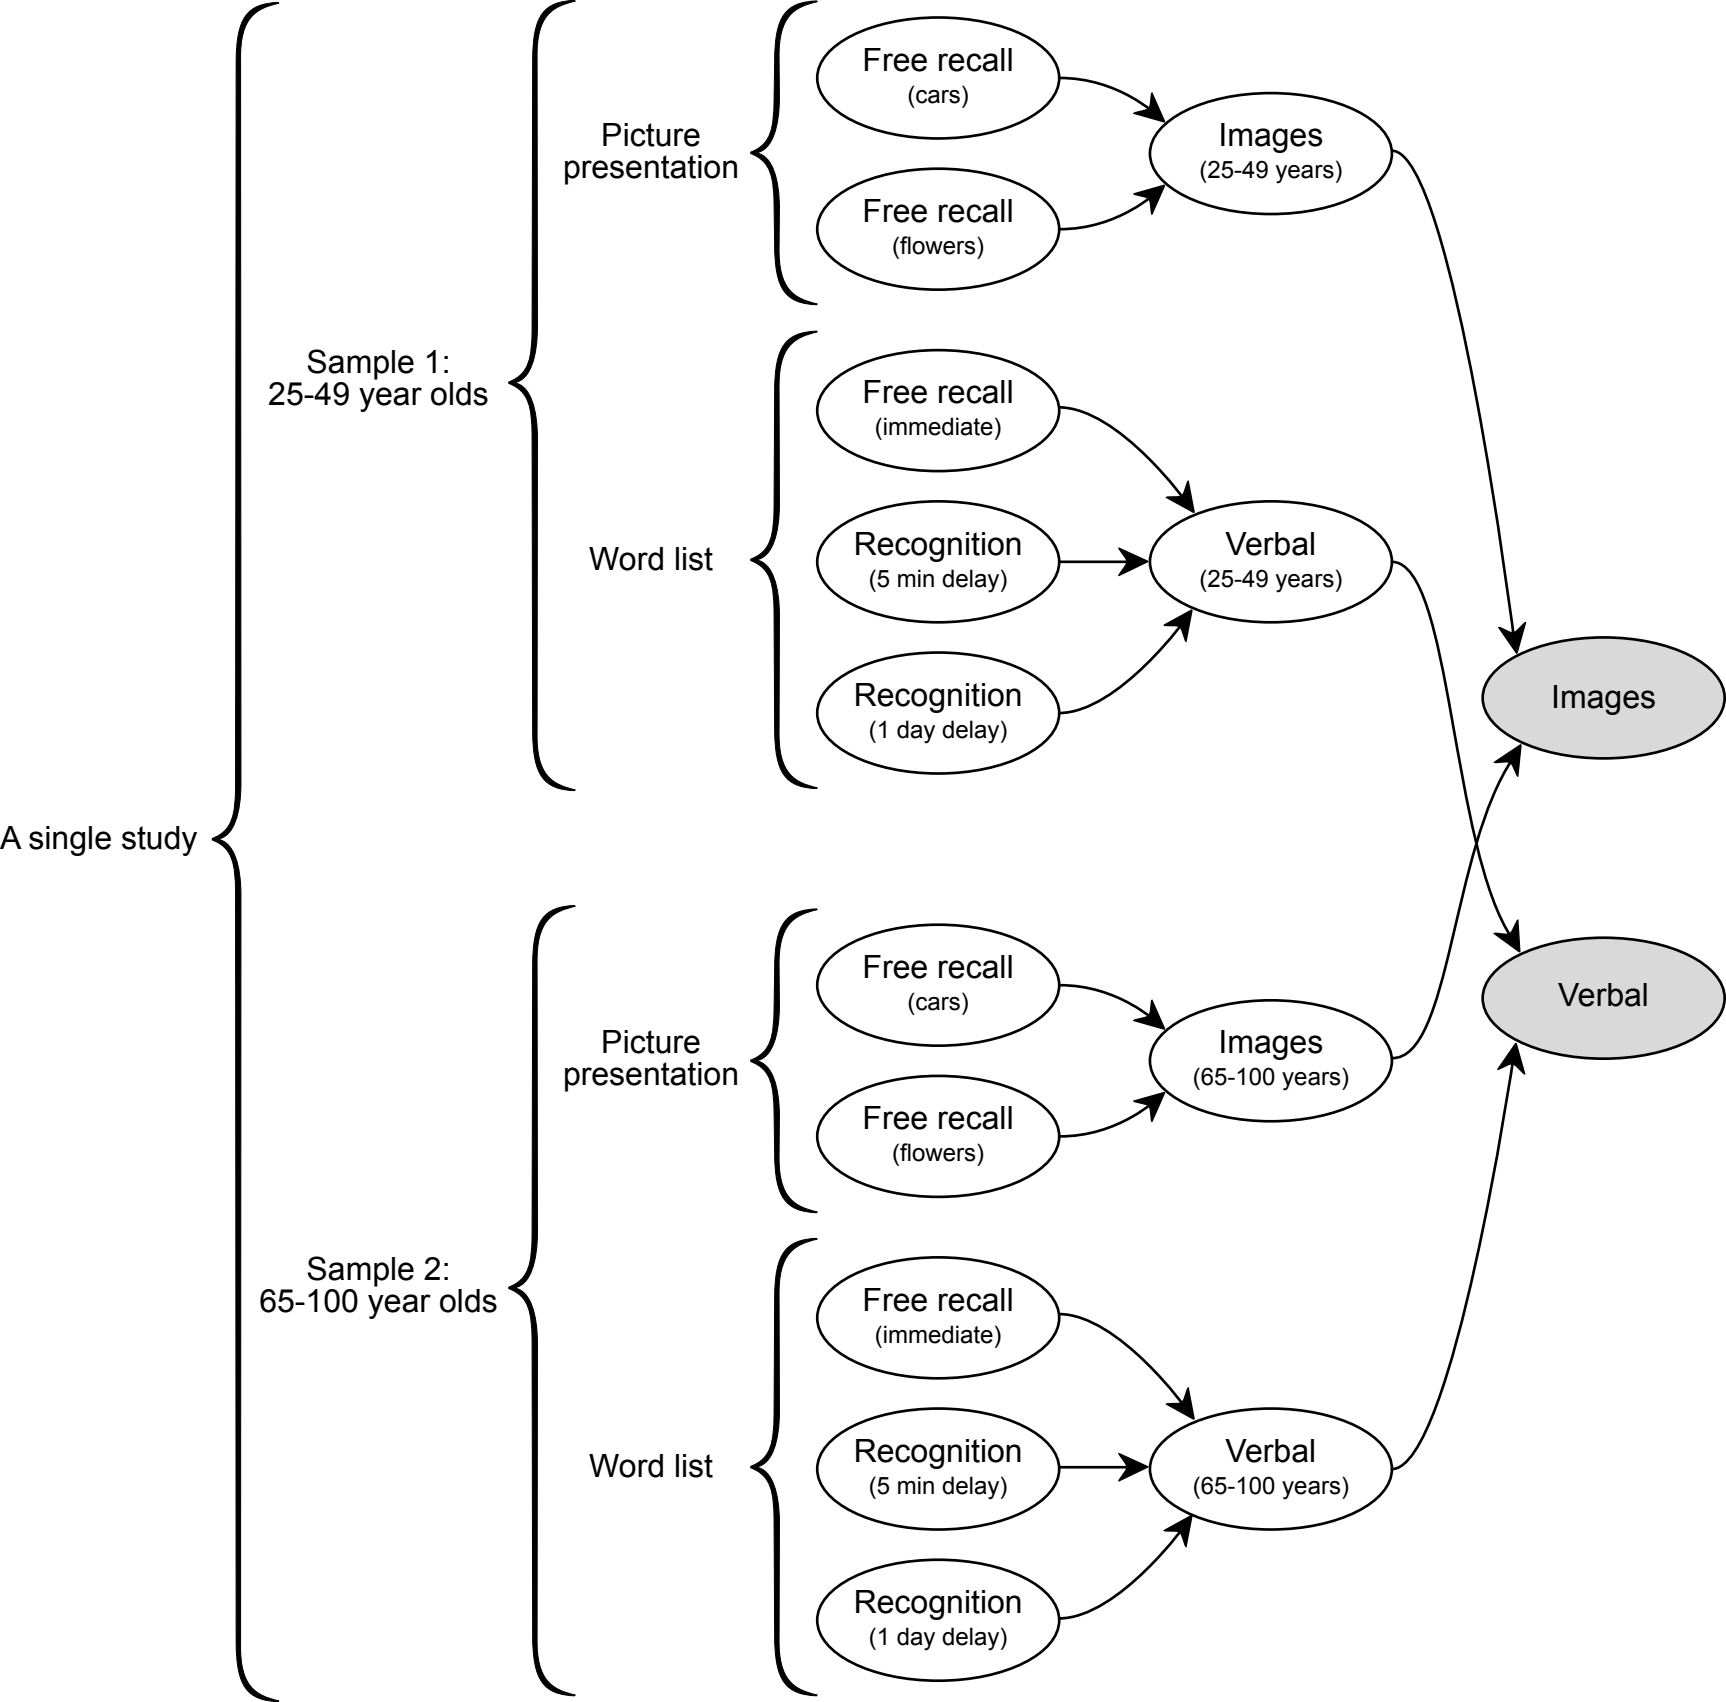 A single study
Sample 1:
25-49 year olds
Picture
presentation
Free recall
(cars)
Free recall
(flowers)
Images
(25-49 years)
Word list
Free recall
(immediate)
Recognition
(5 min delay)
Recognition
(1 day delay)
Verbal
(25-49 years)
Sample 2:
65-100 year olds
Picture
presentation
Free recall
(cars)
Free recall
(flowers)
Images
(65-100 years)
Word list
Free recall
(immediate)
Recognition
(5 min delay)
Recognition
(1 day delay)
Verbal
(65-100 years)
Images
Verbal